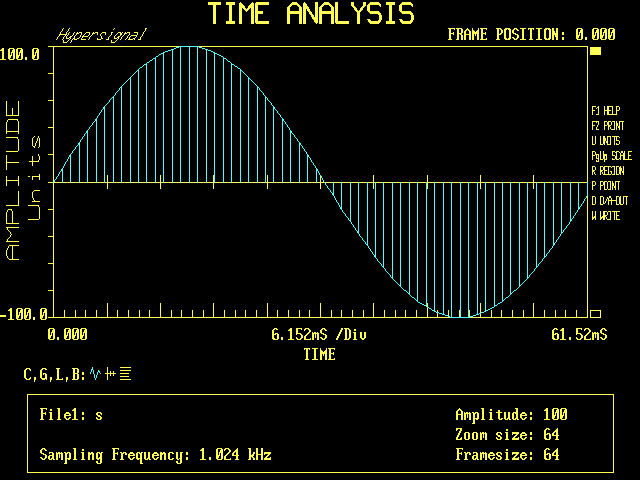 TIME ANALYSIS
Hypersignal
FRAME POSITION: 0.000
100.0
AMPLITUDE
Units
-100.0
F1 HELP
F2 PRINT
U UNITS
PgUp SCALE
R REGION
P POINT
D D/A-OUT
W WRITE
0.000
6.152mS /Div
61.52mS
TIME
C,G,L,B:
File1: s
Amplitude: 100
Zoom size: 64
Sampling Frequency: 1.024 kHz
Framesize: 64